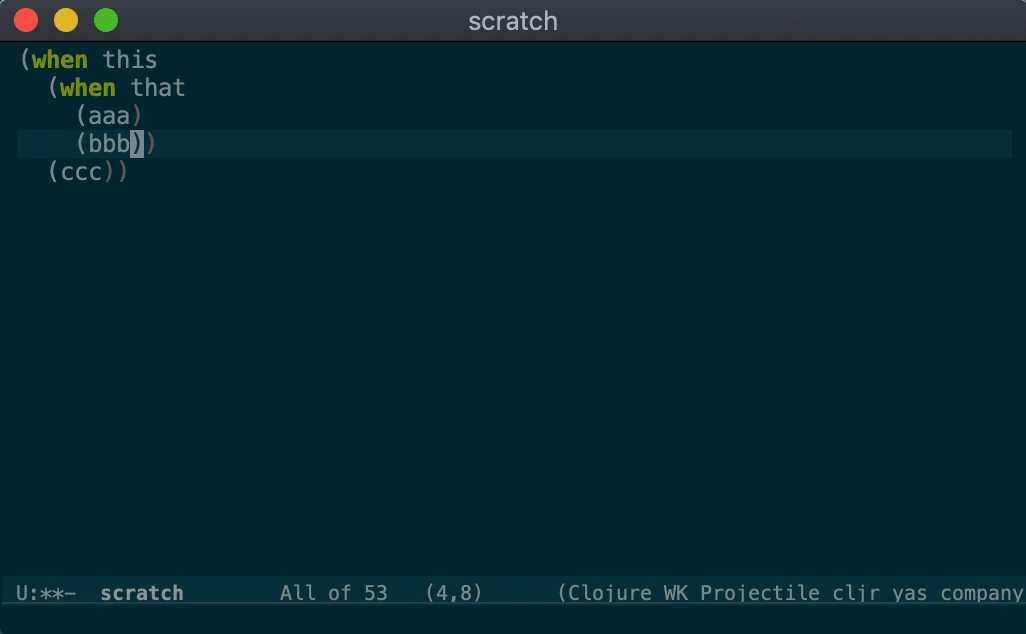 scratch
(when this
  (when that
    (aaa)
    (bbb))
  (ccc))
U:**-  scratch        All of 53   (4,8)      (Clojure WK Projectile cljr yas company